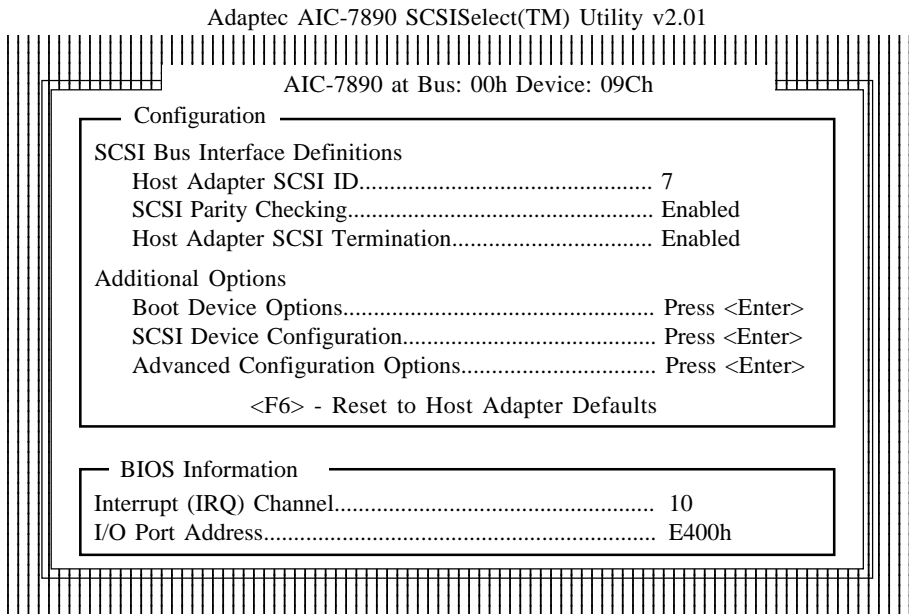 Adaptec AIC-7890 SCSISelect(TM) Utility v2.01
AIC-7890 at Bus: 00h Device: 09Ch
Configuration
SCSI Bus Interface Definitions
Host Adapter SCSI ID.................................................. 7
SCSI Parity Checking.................................................... Enabled
Host Adapter SCSI Termination.................................. Enabled
Additional Options
Boot Device Options..................................................... Press <Enter>
SCSI Device Configuration........................................... Press <Enter>
Advanced Configuration Options................................. Press <Enter>
<F6> - Reset to Host Adapter Defaults
BIOS Information
Interrupt (IRQ) Channel...................................................... 10
I/O Port Address.................................................................. E400h